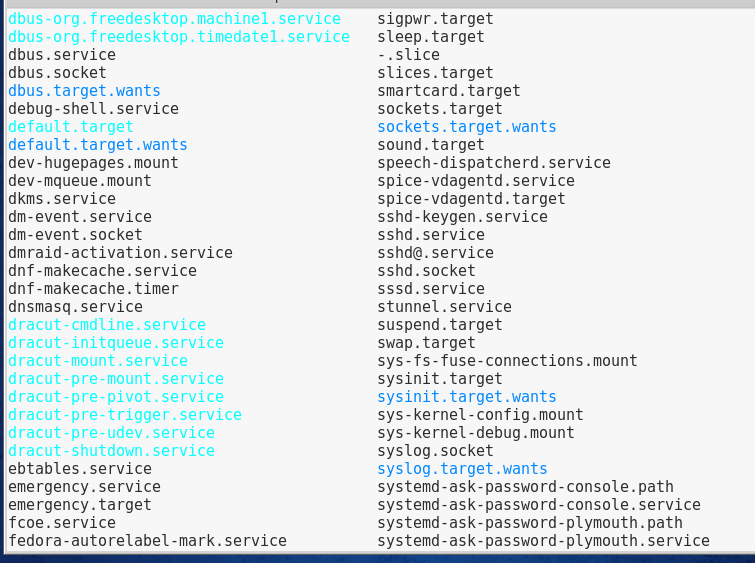 dbus-org.freedesktop.machine1.service sigpwr.target
dbus-org.freedesktop.timedate1.service sleep.target
dbus.service -.slice
dbus.socket slices.target
dbus.target.wants smartcard.target
debug-shell.service sockets.target
default.target sockets.target.wants
default.target.wants sound.target
dev-hugepages.mount speech-dispatcherd.service
dev-mqueue.mount spice-vdagentd.service
dkms.service spice-vdagentd.target
dm-event.service sshd-keygen.service
dm-event.socket sshd.service
dmraid-activation.service sshd@.service
dnf-makecache.service sshd.socket
dnf-makecache.timer sssd.service
dnsmasq.service stunnel.service
dracut-cmdline.service suspend.target
dracut-initqueue.service swap.target
dracut-mount.service sys-fs-fuse-connections.mount
dracut-pre-mount.service sysinit.target
dracut-pre-pivot.service sysinit.target.wants
dracut-pre-trigger.service sys-kernel-config.mount
dracut-pre-udev.service sys-kernel-debug.mount
dracut-shutdown.service syslog.socket
ebtables.service syslog.target.wants
emergency.service systemd-ask-password-console.path
emergency.target systemd-ask-password-console.service
fcoe.service systemd-ask-password-plymouth.path
fedora-autorelabel-mark.service systemd-ask-password-plymouth.service